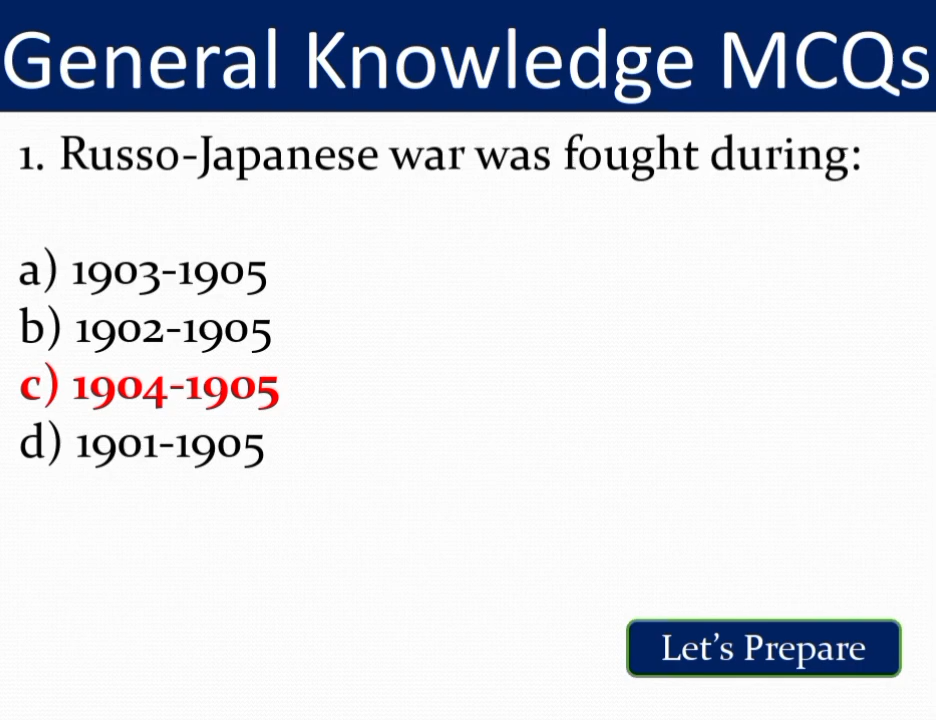 General Knowledge MCQs
1. Russo-Japanese war was fought during:
a) 1903-1905
b) 1902-1905
c) 1904-1905
d) 1901-1905
Let's Prepare